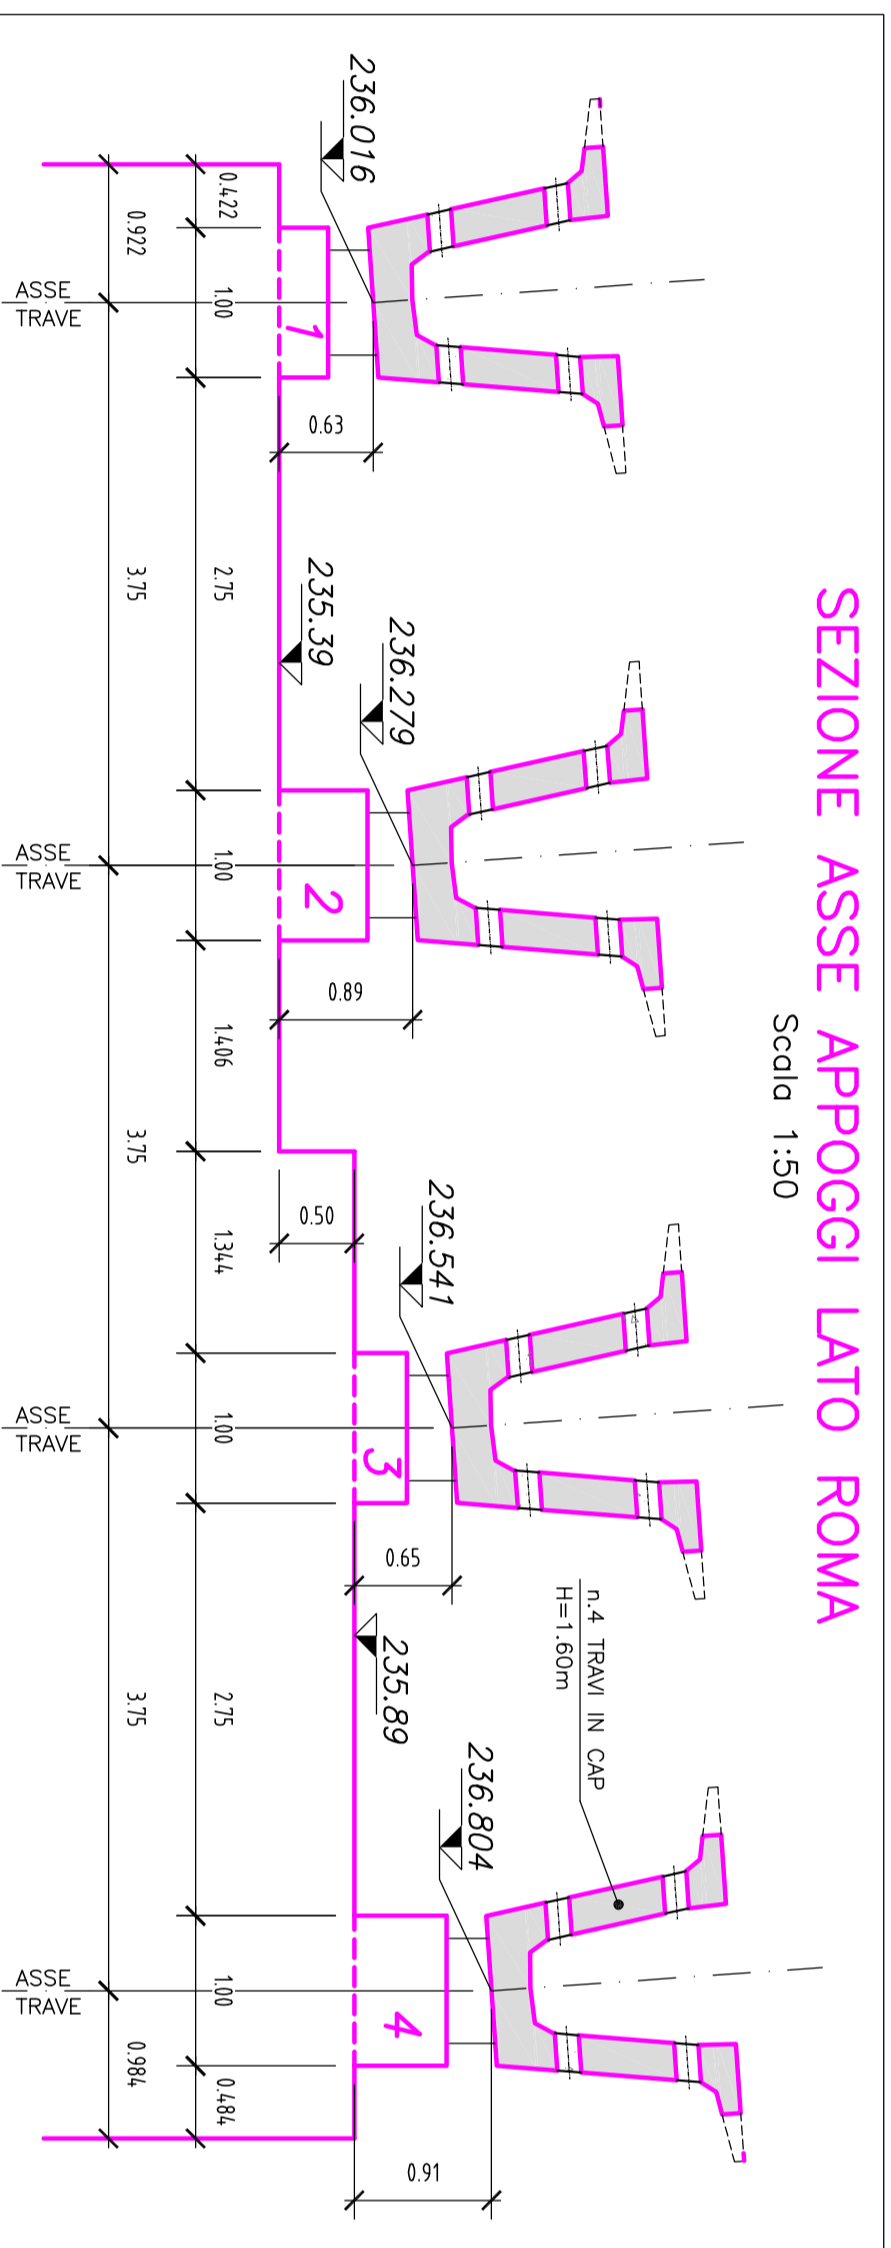 SEZIONE ASSE APPOGGI LATO ROMA
Scala 1:50
n.4 TRAVI IN CAP
H=1.60m
236.016
236.279
236.541
236.804
235.39
235.89
1
2
3
4
0.63
0.89
0.50
0.65
0.91
0.422
1.00
2.75
1.00
1.406
1.344
1.00
2.75
1.00
0.484
0.922
3.75
3.75
3.75
0.984
ASSE
TRAVE
ASSE
TRAVE
ASSE
TRAVE
ASSE
TRAVE